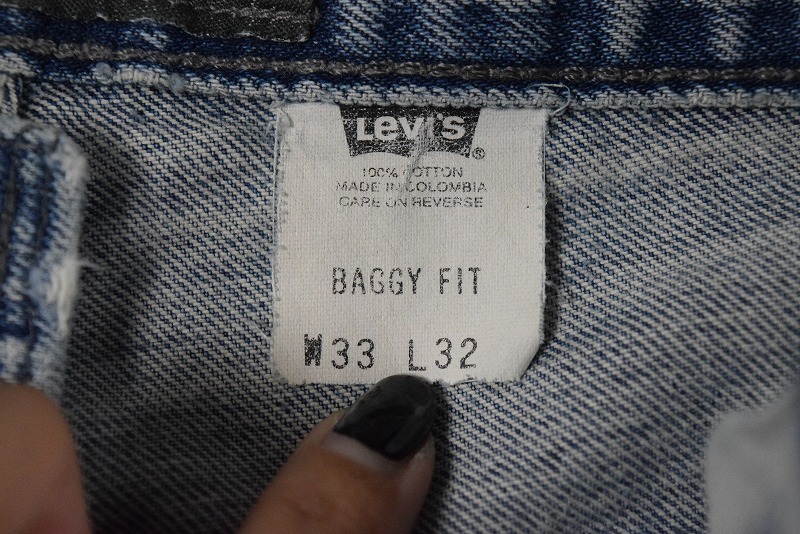 Levi's ®
100% COTTON
MADE IN COLOMBIA
CARE ON REVERSE
BAGGY FIT
W33 L32